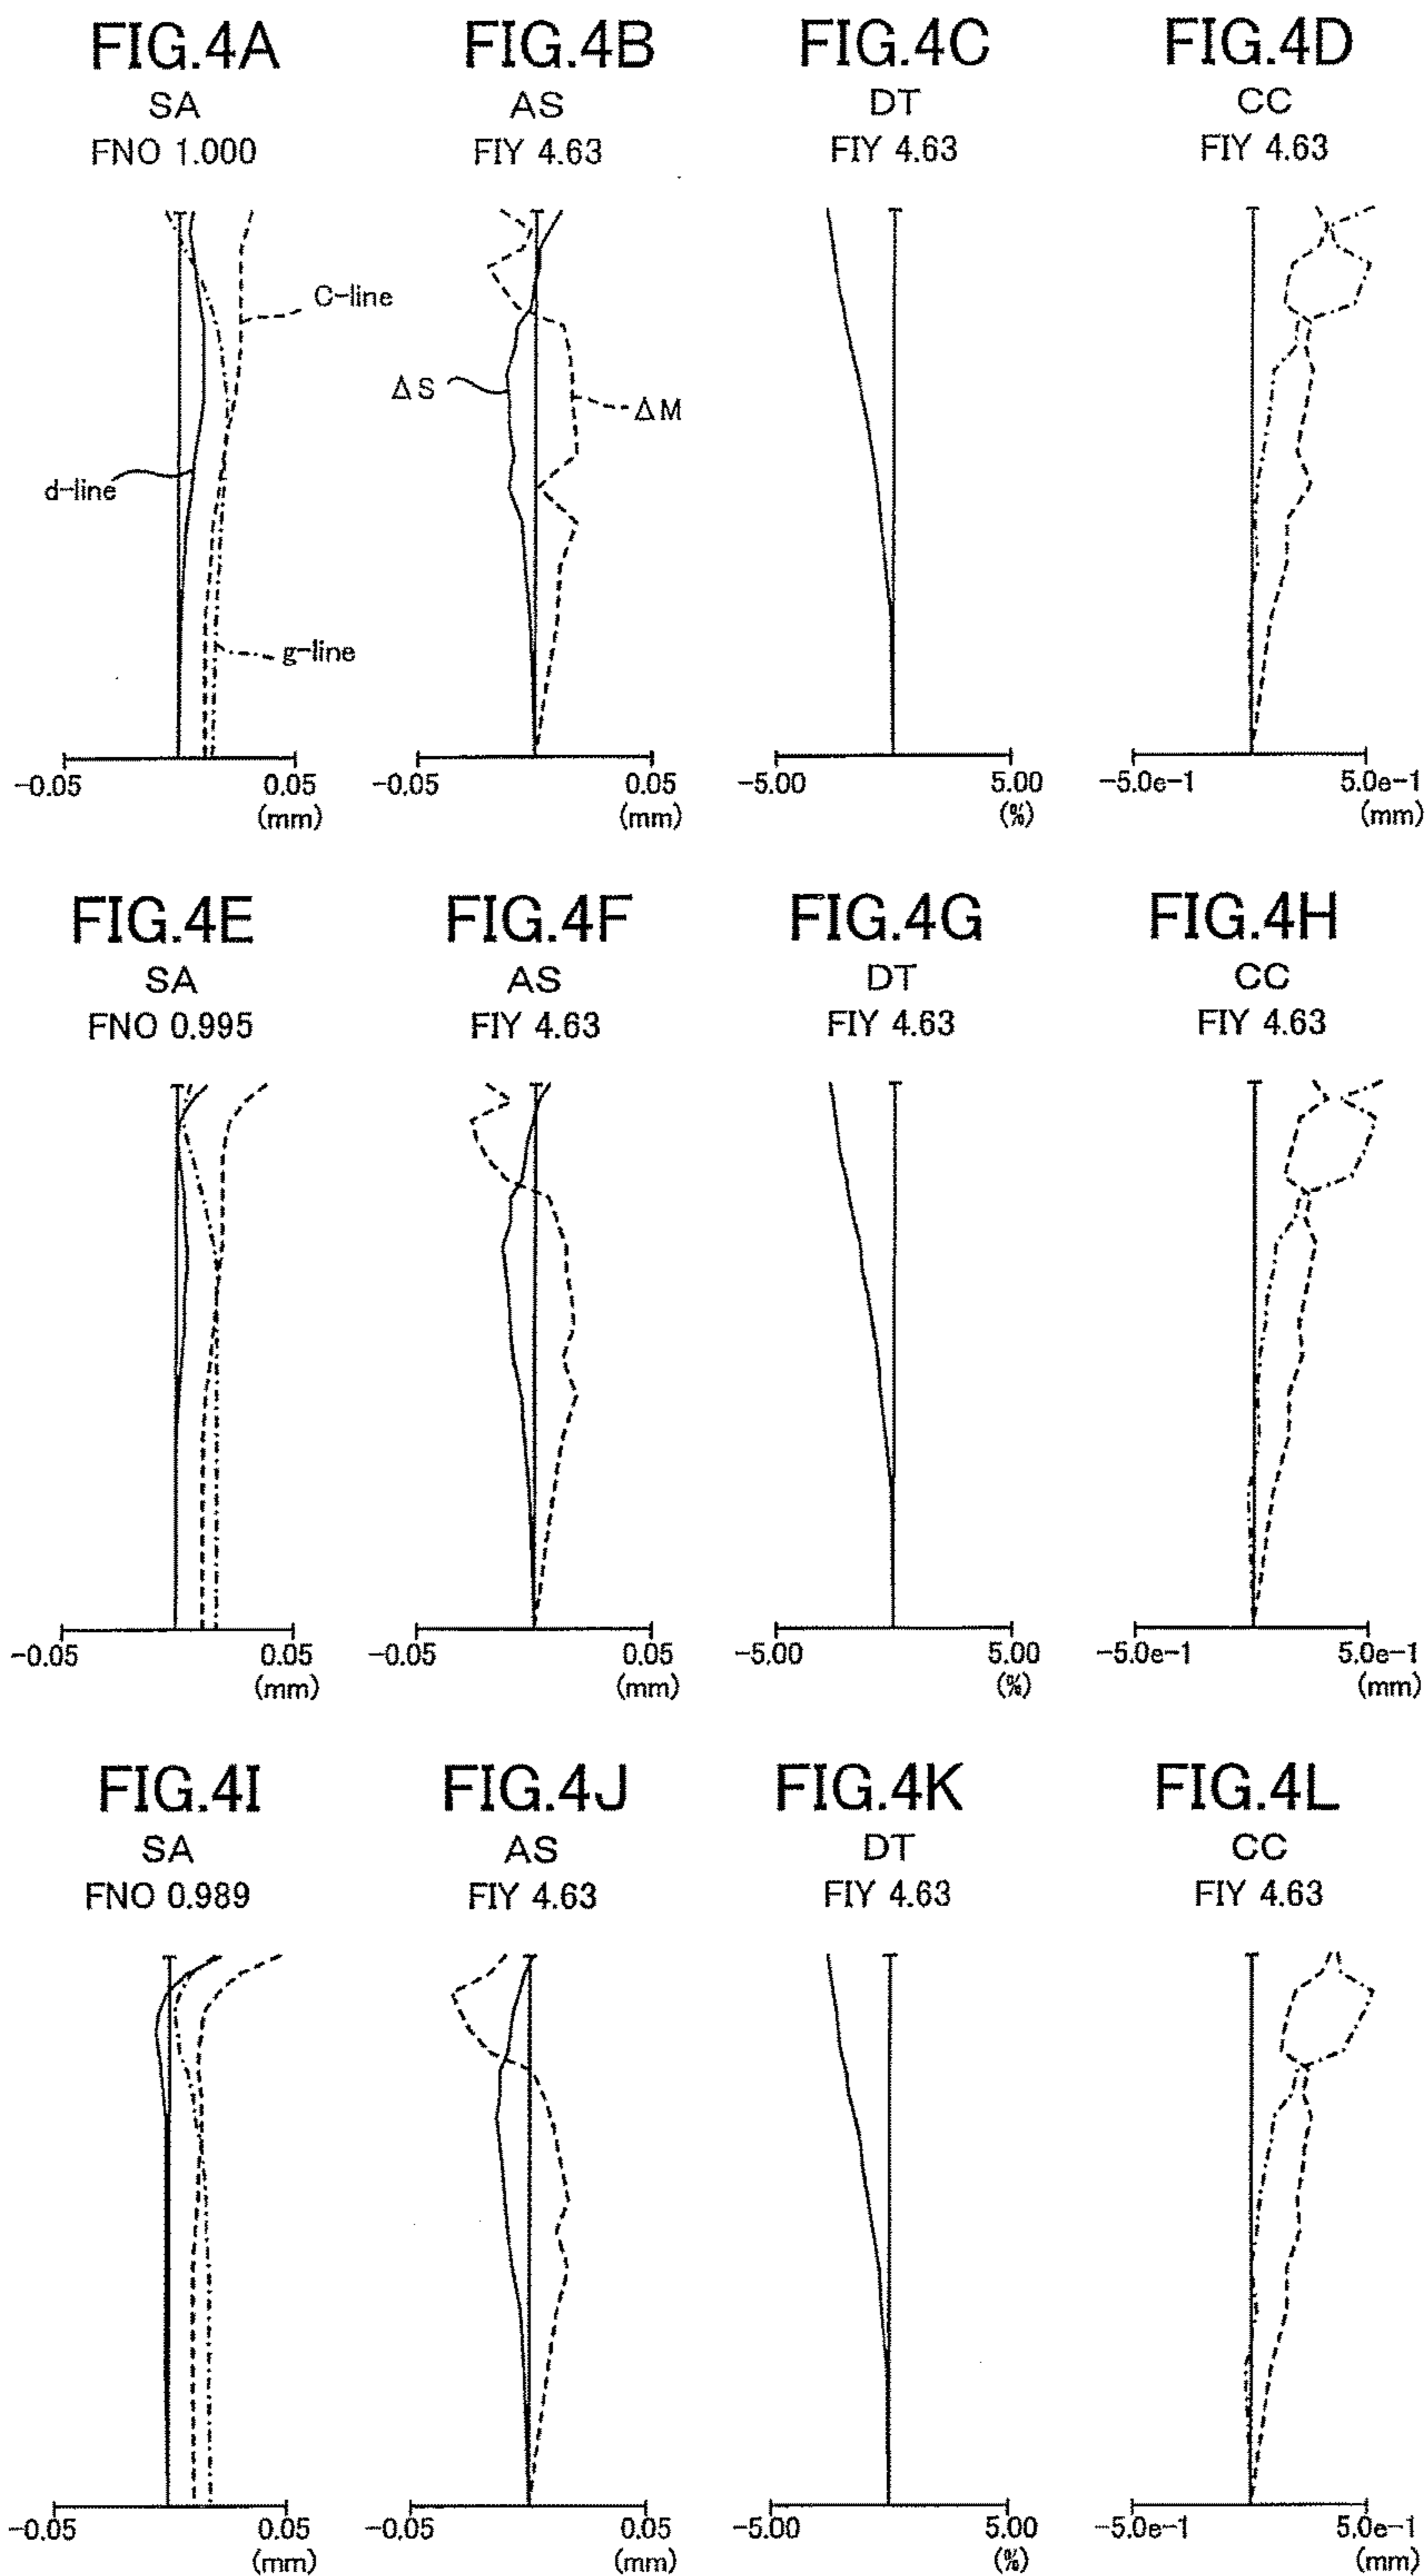 FIG.4A FIG.4B FIG.4C FIG.4D
SA AS DT CC
FNO 1.000 FIY 4.63 FIY 4.63 FIY 4.63
C-line
ΔS
ΔM
d-line
g-line
-0.05 0.05 -0.05 0.05 -5.00 5.00 -5.0e-1 5.0e-1
(mm) (mm) (%) (mm)
FIG.4E FIG.4F FIG.4G FIG.4H
SA AS DT CC
FNO 0.995 FIY 4.63 FIY 4.63 FIY 4.63
-0.05 0.05 -0.05 0.05 -5.00 5.00 -5.0e-1 5.0e-1
(mm) (mm) (%) (mm)
FIG.4I FIG.4J FIG.4K FIG.4L
SA AS DT CC
FNO 0.989 FIY 4.63 FIY 4.63 FIY 4.63
-0.05 0.05 -0.05 0.05 -5.00 5.00 -5.0e-1 5.0e-1
(mm) (mm) (%) (mm)